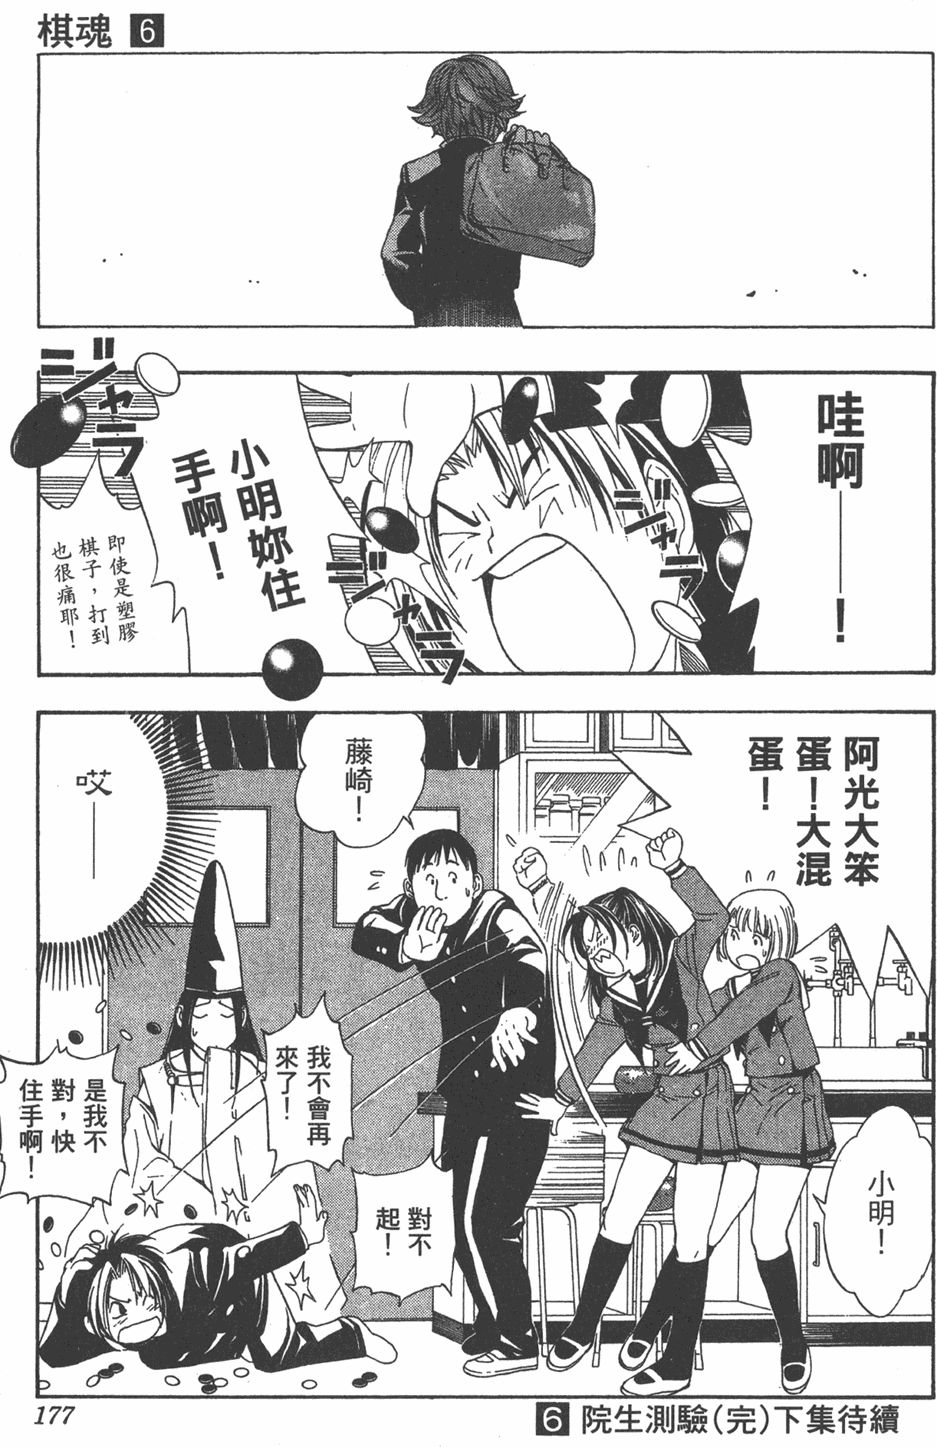 棋魂 6
哇啊——！
小明妳住
手啊！
即使是塑膠
棋子，打到
也很痛耶！
ジャラ
ジャラ
阿光大笨
蛋！大混
蛋！
藤崎！
哎——
小明！
我不會再
來了！
對不
起！
是我不
對，快
住手啊！
177
6 院生測驗(完)下集待續